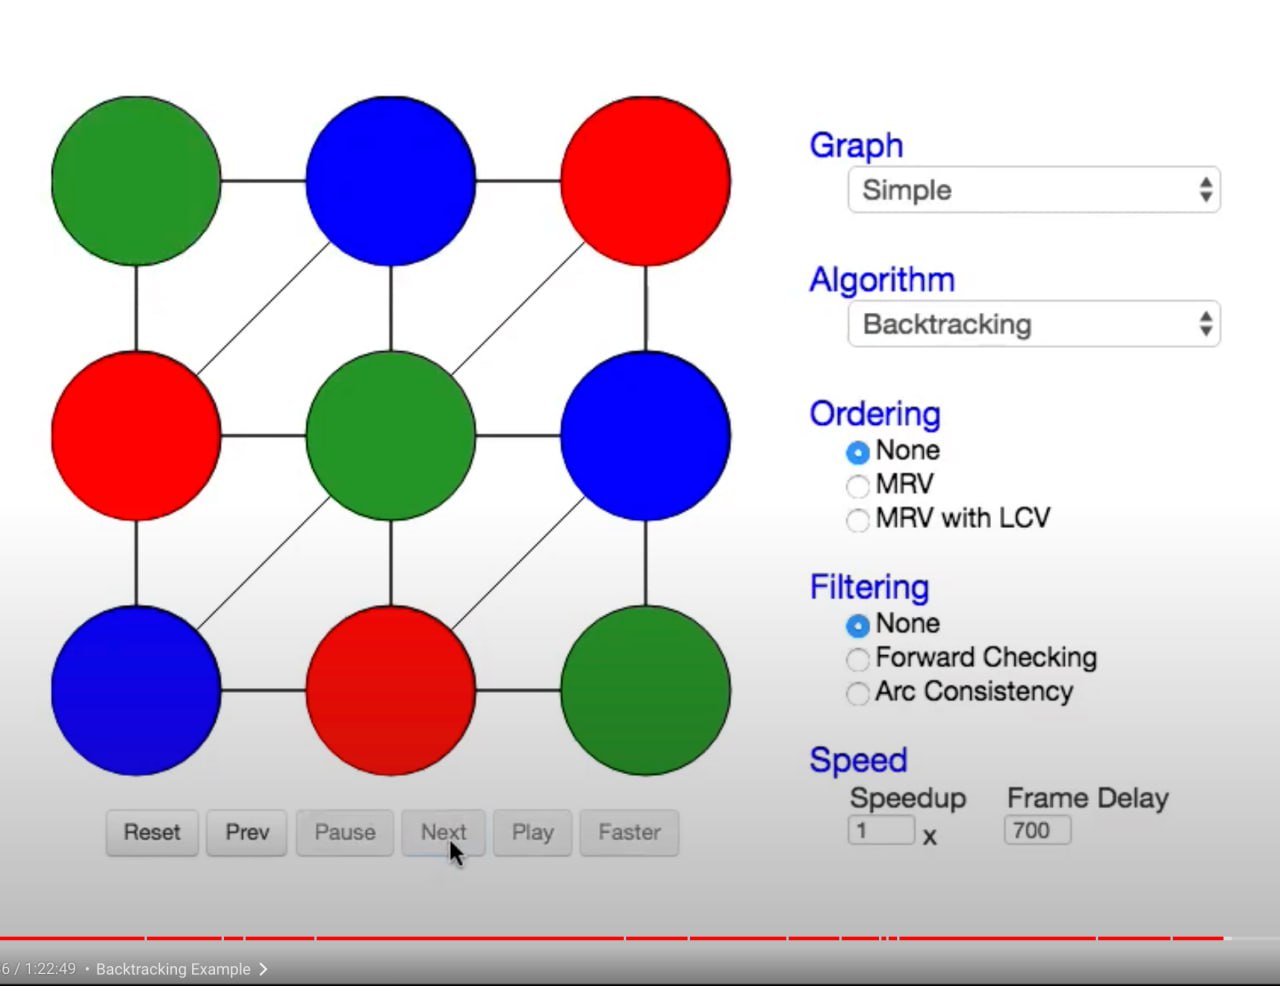 Graph
Simple
Algorithm
Backtracking
Ordering
None
MRV
MRV with LCV
Filtering
None
Forward Checking
Arc Consistency
Speed
Speedup Frame Delay
1 x 700
Reset Prev Pause Next Play Faster
6 / 1:22:49 • Backtracking Example >